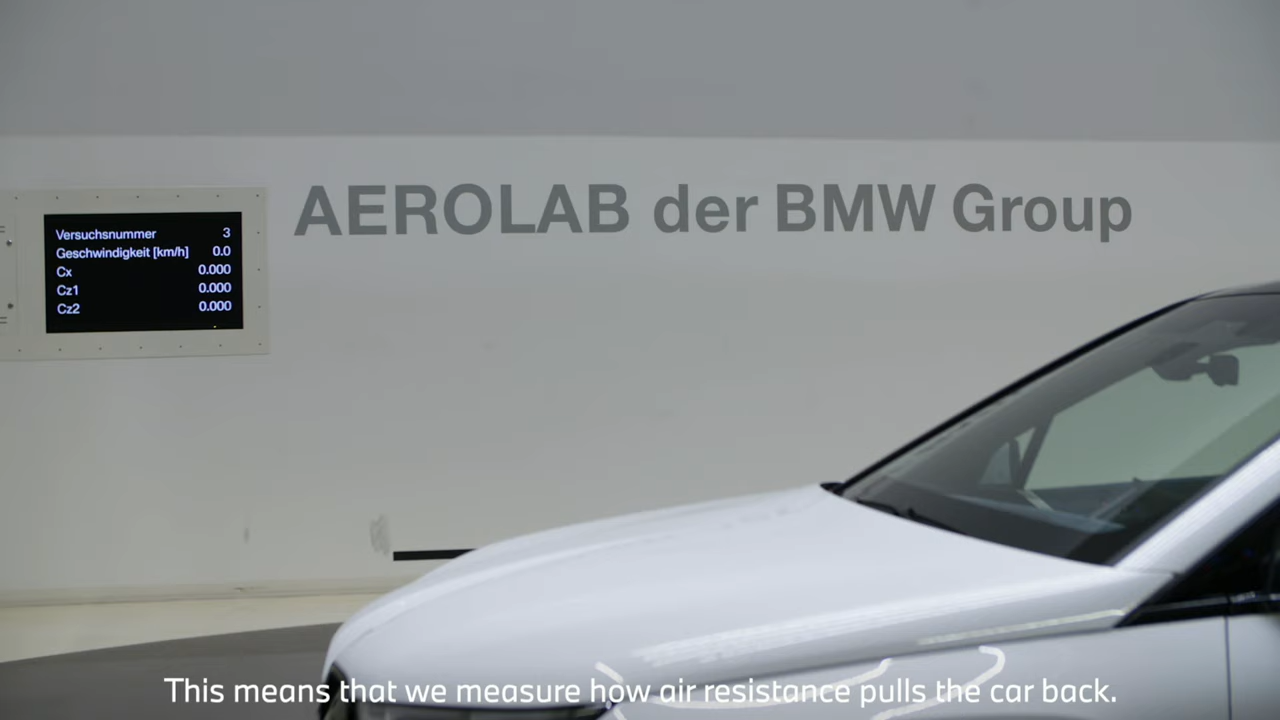 AEROLAB der BMW Group
Versuchsnummer 3
Geschwindigkeit [km/h] 0.0
Cx 0.000
Cz1 0.000
Cz2 0.000
This means that we measure how air resistance pulls the car back.